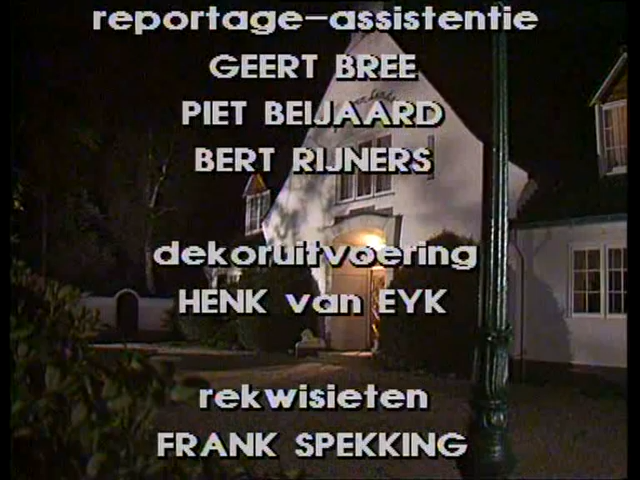 reportage-assistentie
GEERT BREE
PIET BEIJAARD
BERT RIJNERS
dekoruitvoering
HENK van EYK
rekwisieten
FRANK SPEKKING